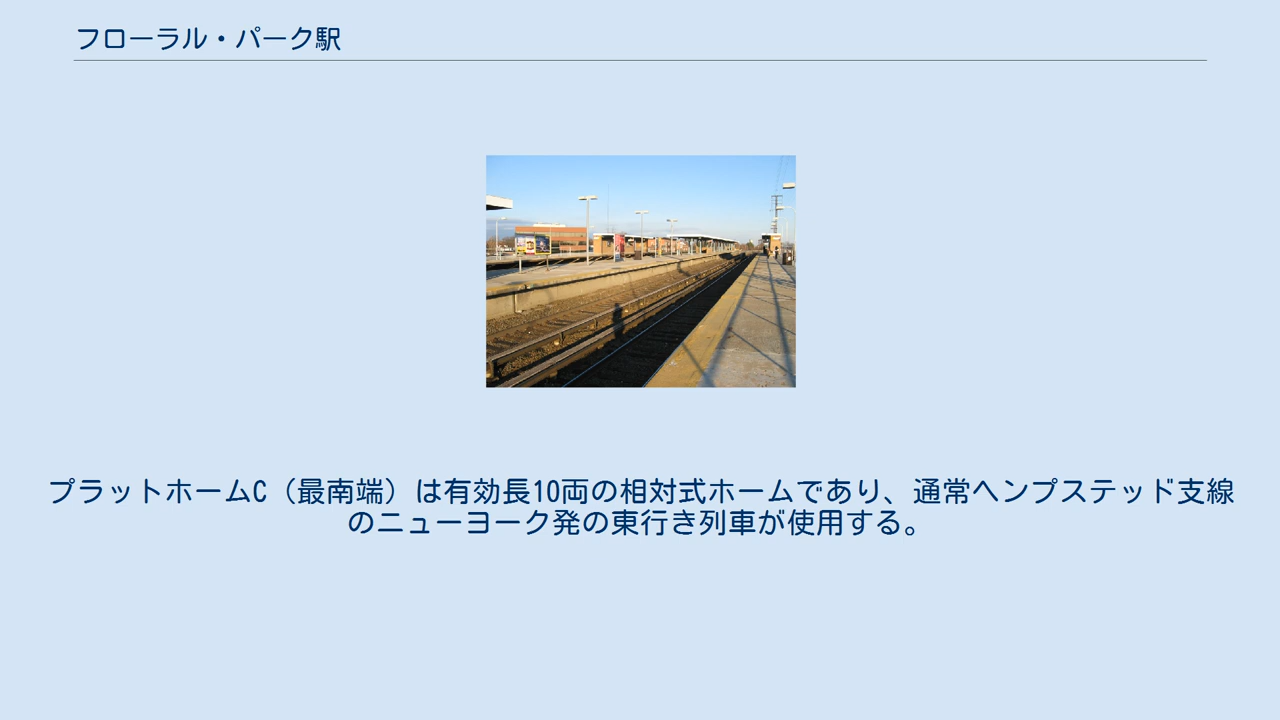 フローラル・パーク駅
プラットホームC（最南端）は有効長10両の相対式ホームであり、通常ヘンプステッド支線
のニューヨーク発の東行き列車が使用する。